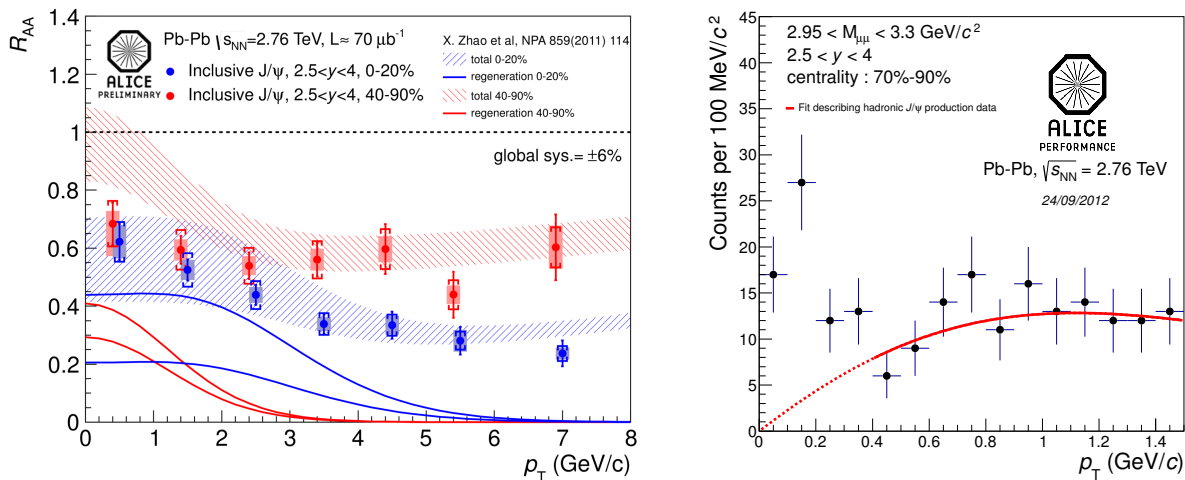 R_AA
1.4
1.2
1
0.8
0.6
0.4
0.2
0
ALICE
PRELIMINARY
Pb-Pb √s_NN=2.76 TeV, L≈ 70 μb⁻¹
Inclusive J/ψ, 2.5<y<4, 0-20%
Inclusive J/ψ, 2.5<y<4, 40-90%
X. Zhao et al, NPA 859(2011) 114
total 0-20%
regeneration 0-20%
total 40-90%
regeneration 40-90%
global sys.= ±6%
0 1 2 3 4 5 6 7 8
p_T (GeV/c)
Counts per 100 MeV/c²
45
40
35
30
25
20
15
10
5
0
2.95 < M_μμ < 3.3 GeV/c²
2.5 < y < 4
centrality : 70%-90%
Fit describing hadronic J/ψ production data
ALICE
PERFORMANCE
Pb-Pb, √s_NN = 2.76 TeV
24/09/2012
0 0.2 0.4 0.6 0.8 1 1.2 1.4
p_T (GeV/c)